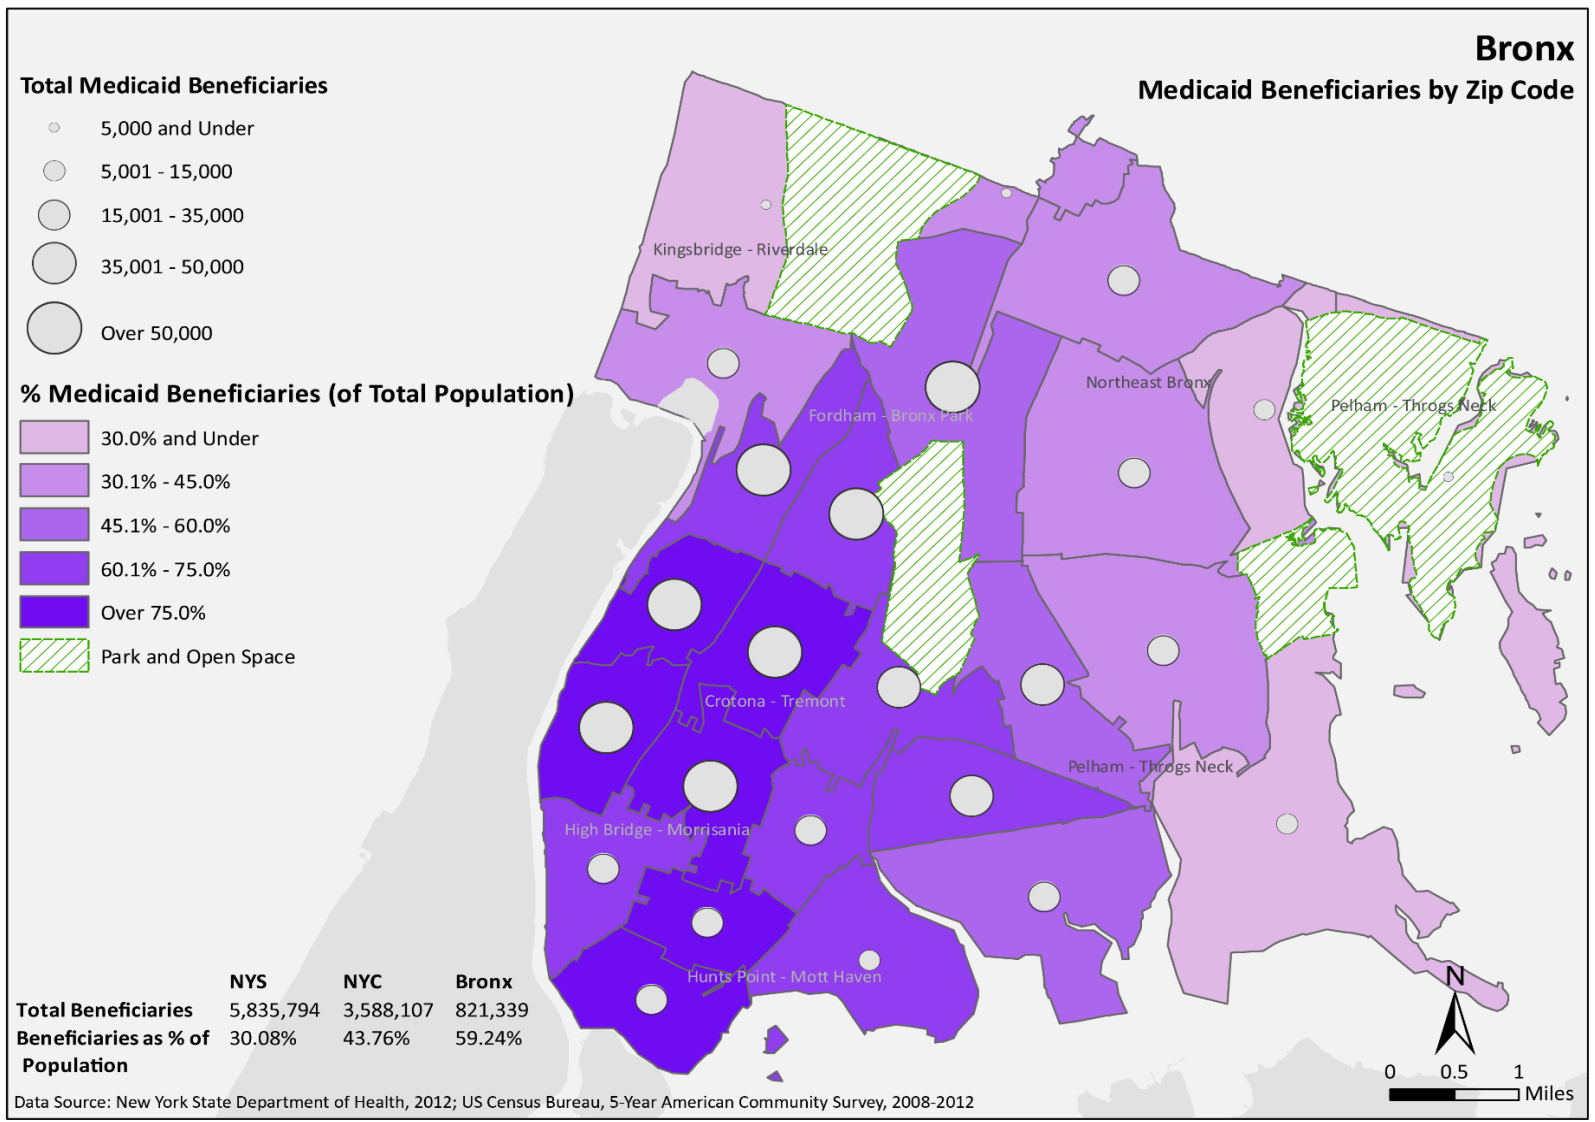 Bronx
Medicaid Beneficiaries by Zip Code
Total Medicaid Beneficiaries
5,000 and Under
5,001 - 15,000
15,001 - 35,000
35,001 - 50,000
Over 50,000
% Medicaid Beneficiaries (of Total Population)
30.0% and Under
30.1% - 45.0%
45.1% - 60.0%
60.1% - 75.0%
Over 75.0%
Park and Open Space
Kingsbridge - Riverdale
Northeast Bronx
Pelham - Throgs Neck
Fordham - Bronx Park
Crotona - Tremont
Pelham - Throgs Neck
High Bridge - Morrisania
Hunts Point - Mott Haven
NYS NYC Bronx
Total Beneficiaries 5,835,794 3,588,107 821,339
Beneficiaries as % of 30.08% 43.76% 59.24%
Population
N
0 0.5 1
Miles
Data Source: New York State Department of Health, 2012; US Census Bureau, 5-Year American Community Survey, 2008-2012